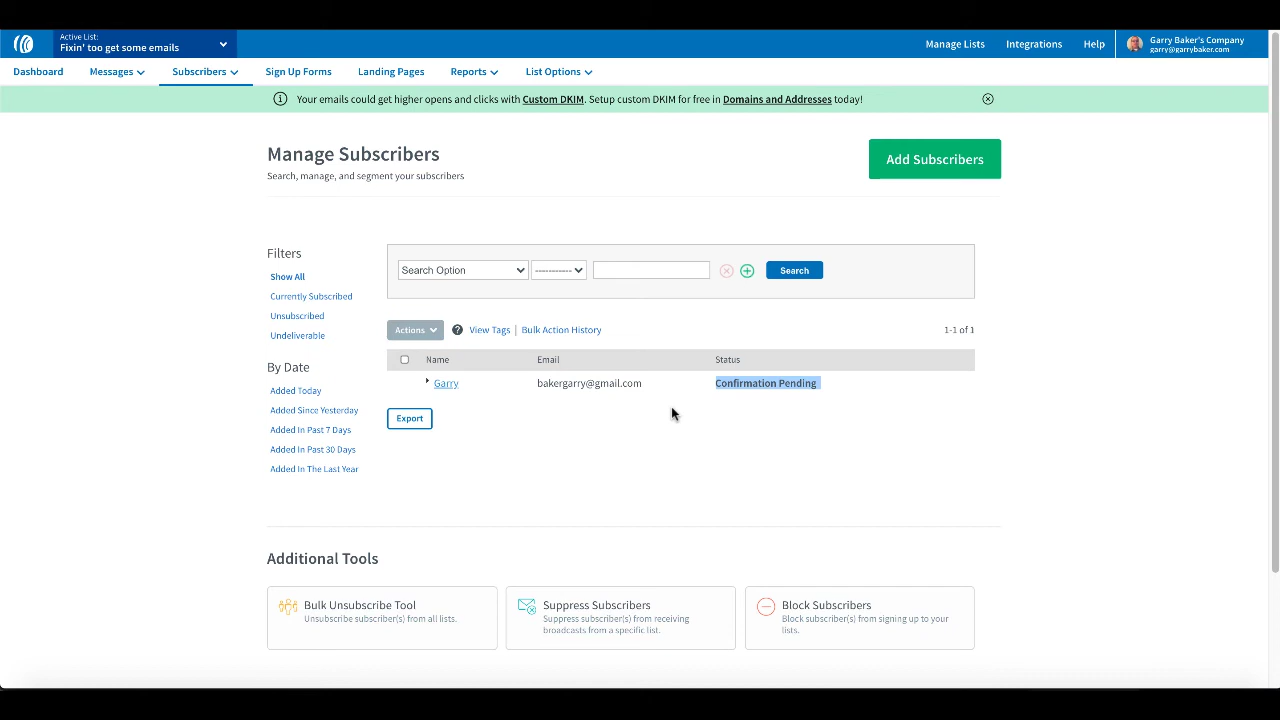 Active List:
Fixin' too get some emails
Manage Lists
Integrations
Help
Garry Baker's Company
garry@garrybaker.com
Dashboard
Messages
Subscribers
Sign Up Forms
Landing Pages
Reports
List Options
Your emails could get higher opens and clicks with Custom DKIM. Setup custom DKIM for free in Domains and Addresses today!
Manage Subscribers
Search, manage, and segment your subscribers
Add Subscribers
Filters
Show All
Currently Subscribed
Unsubscribed
Undeliverable
By Date
Added Today
Added Since Yesterday
Added In Past 7 Days
Added In Past 30 Days
Added In The Last Year
Search Option
-----------
Search
Actions
View Tags | Bulk Action History
1-1 of 1
Name Email Status
Garry bakergarry@gmail.com Confirmation Pending
Export
Additional Tools
Bulk Unsubscribe Tool
Unsubscribe subscriber(s) from all lists.
Suppress Subscribers
Suppress subscriber(s) from receiving
broadcasts from a specific list.
Block Subscribers
Block subscriber(s) from signing up to your
lists.